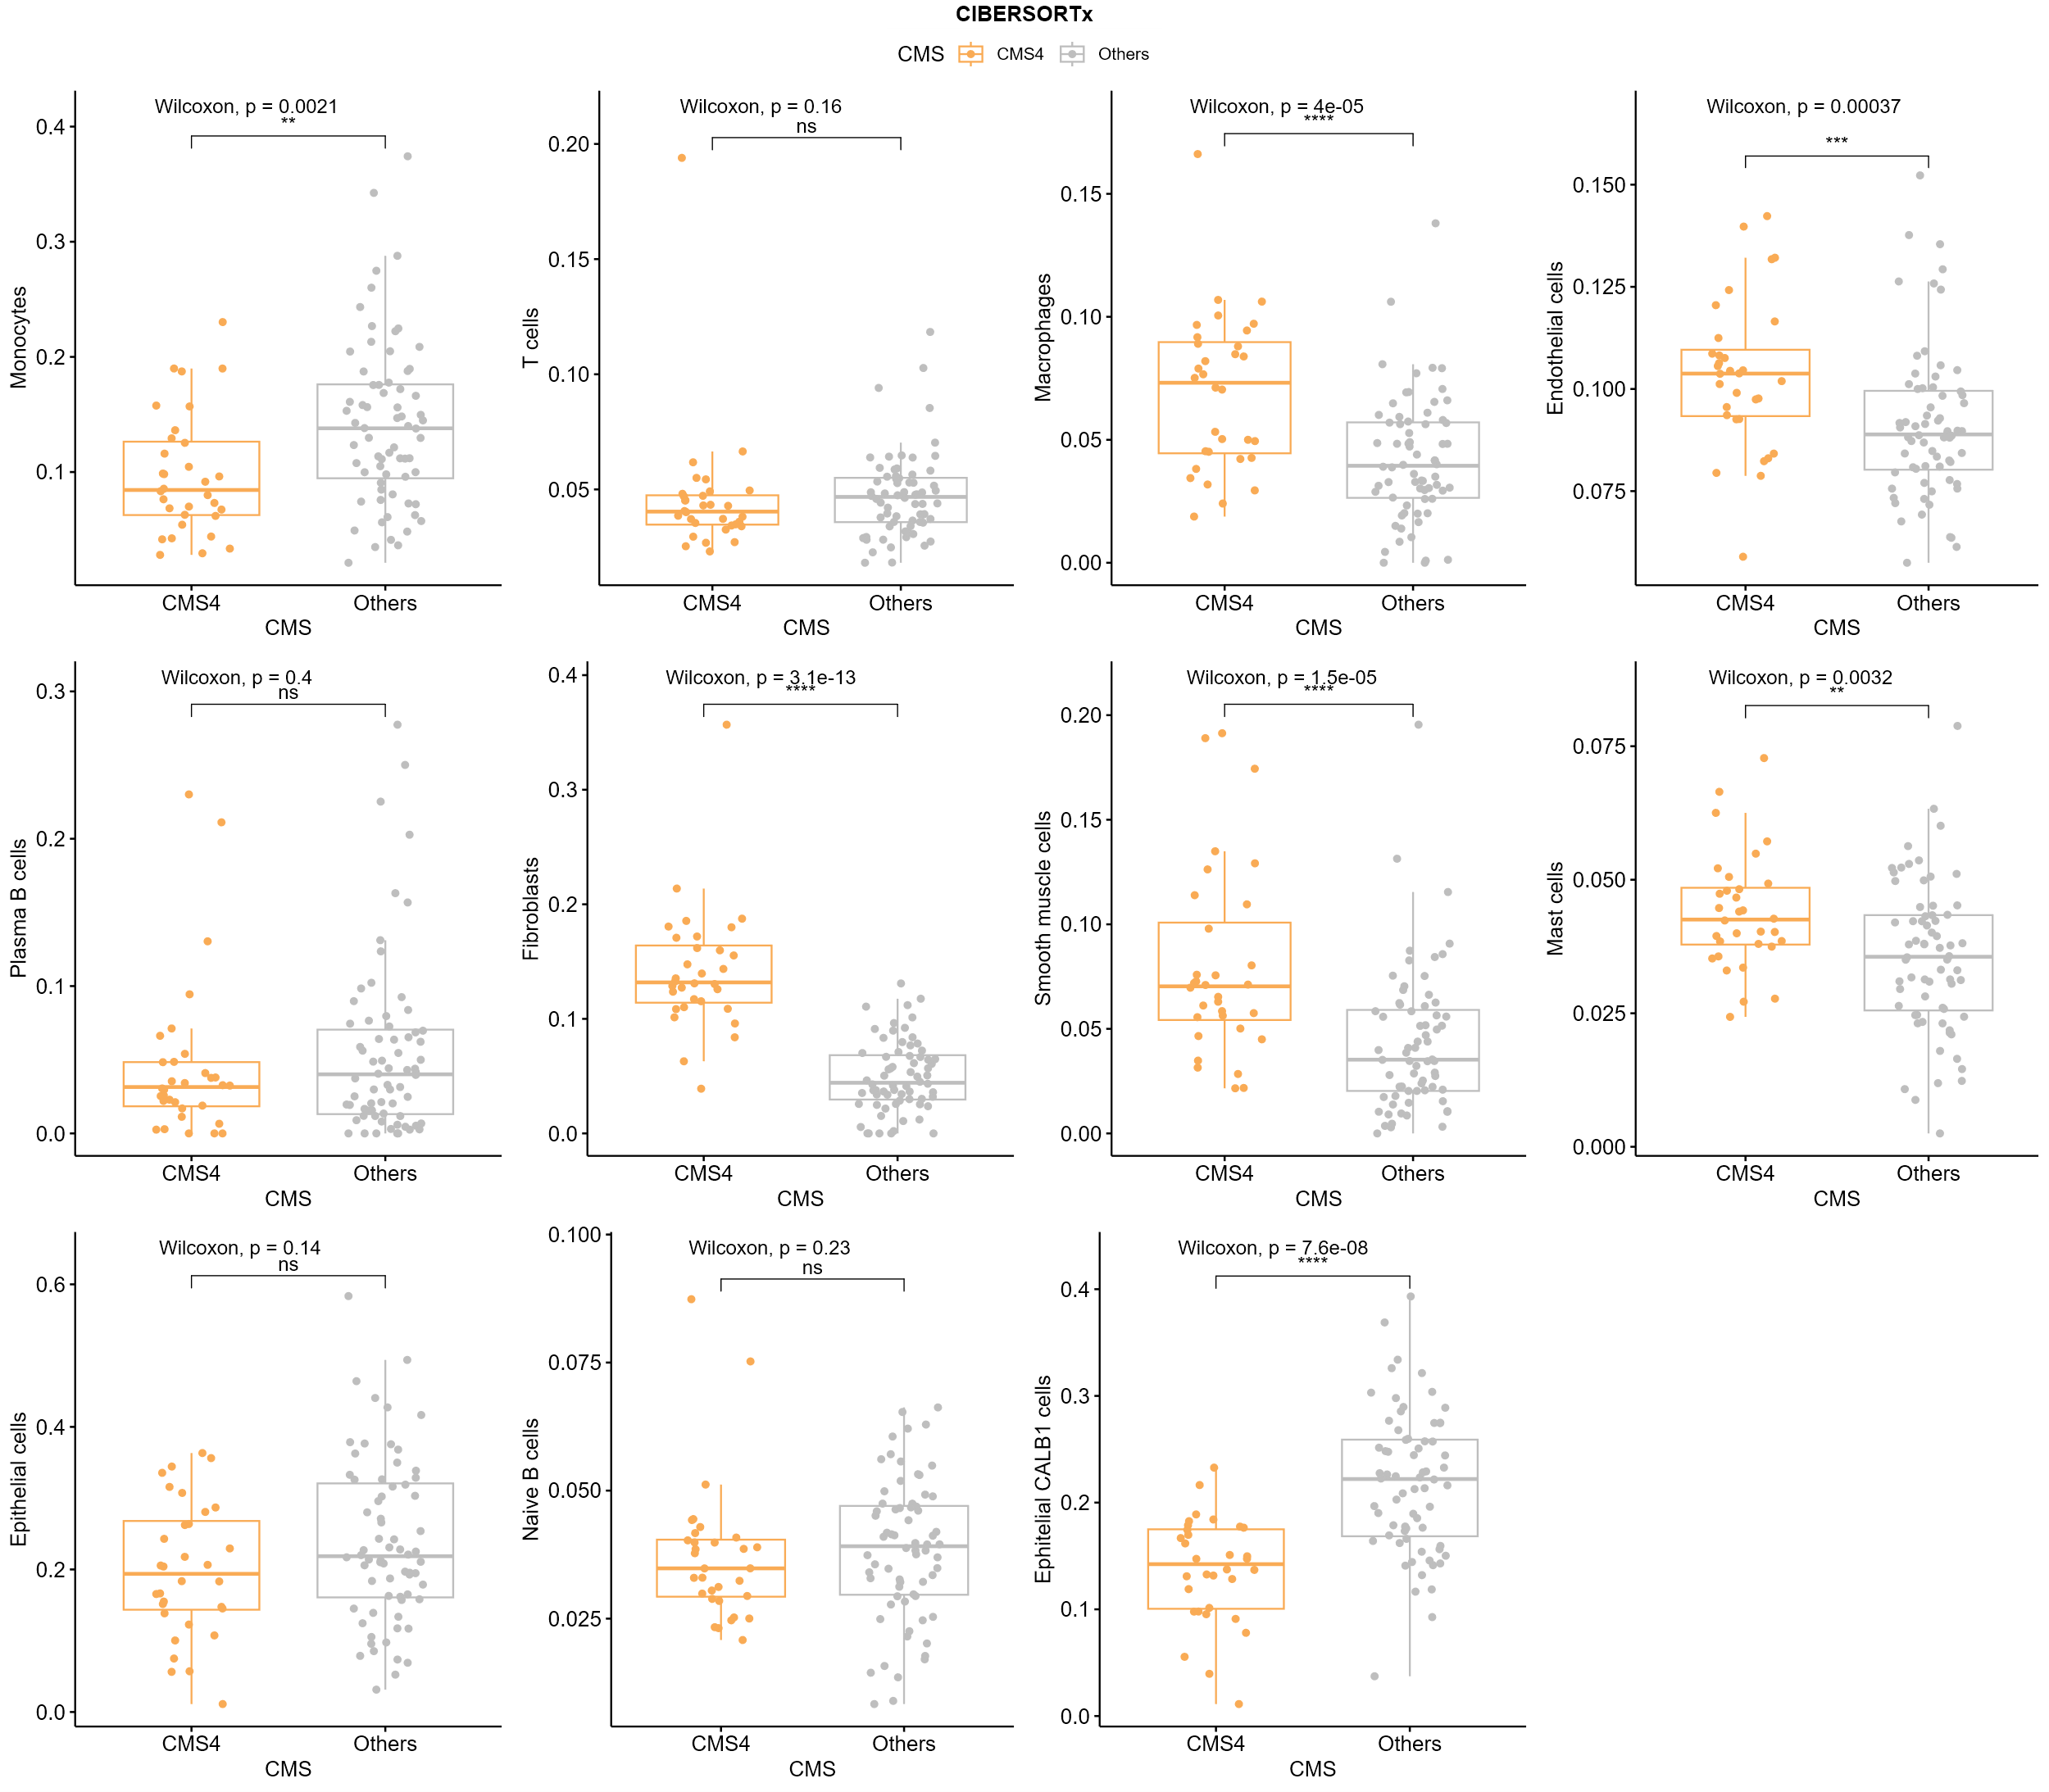 CIBERSORTx
CMS CMS4 Others
Wilcoxon, p = 0.0021
**
Monocytes
0.4
0.3
0.2
0.1
CMS4 Others
CMS
Wilcoxon, p = 0.16
ns
T cells
0.20
0.15
0.10
0.05
CMS4 Others
CMS
Wilcoxon, p = 4e-05
****
Macrophages
0.15
0.10
0.05
0.00
CMS4 Others
CMS
Wilcoxon, p = 0.00037
***
Endothelial cells
0.150
0.125
0.100
0.075
CMS4 Others
CMS
Wilcoxon, p = 0.4
ns
Plasma B cells
0.3
0.2
0.1
0.0
CMS4 Others
CMS
Wilcoxon, p = 3.1e-13
****
Fibroblasts
0.4
0.3
0.2
0.1
0.0
CMS4 Others
CMS
Wilcoxon, p = 1.5e-05
****
Smooth muscle cells
0.20
0.15
0.10
0.05
0.00
CMS4 Others
CMS
Wilcoxon, p = 0.0032
**
Mast cells
0.075
0.050
0.025
0.000
CMS4 Others
CMS
Wilcoxon, p = 0.14
ns
Epithelial cells
0.6
0.4
0.2
0.0
CMS4 Others
CMS
Wilcoxon, p = 0.23
ns
Naive B cells
0.100
0.075
0.050
0.025
CMS4 Others
CMS
Wilcoxon, p = 7.6e-08
****
Ephitelial CALB1 cells
0.4
0.3
0.2
0.1
0.0
CMS4 Others
CMS